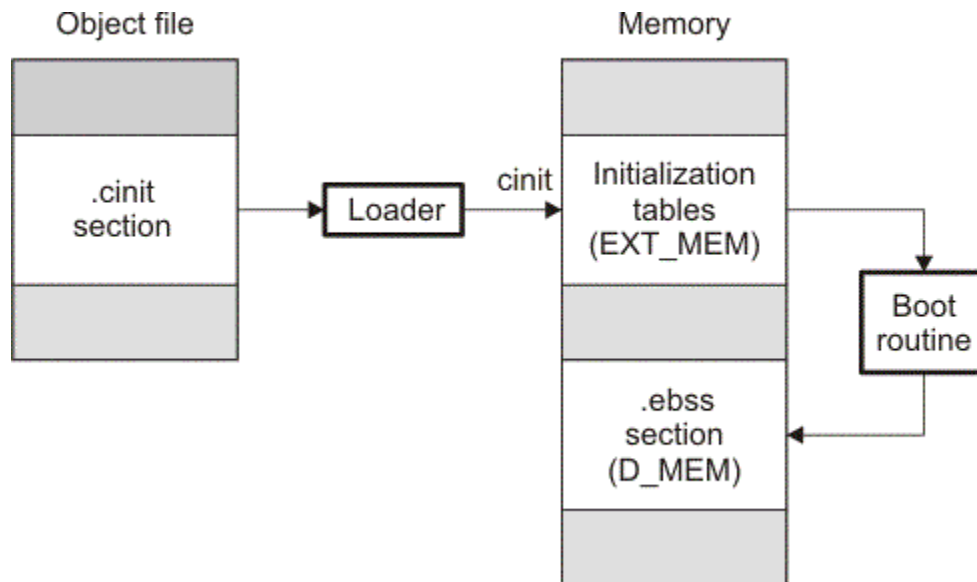 Object file
Memory
.cinit
section
Loader
cinit
Initialization
tables
(EXT_MEM)
Boot
routine
.ebss
section
(D_MEM)